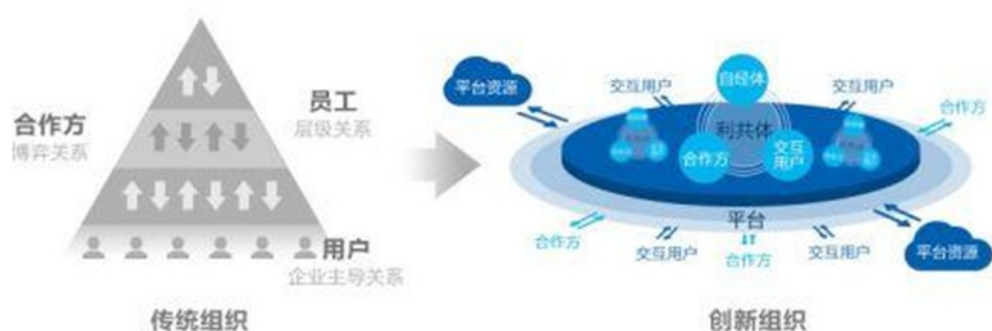 合作方
博弈关系
员工
层级关系
用户
企业主导关系
传统组织
平台资源
交互用户
自经体
交互用户
合作方
利共体
合作方
交互
用户
平台
合作方
交互用户
合作方
交互用户
平台资源
创新组织